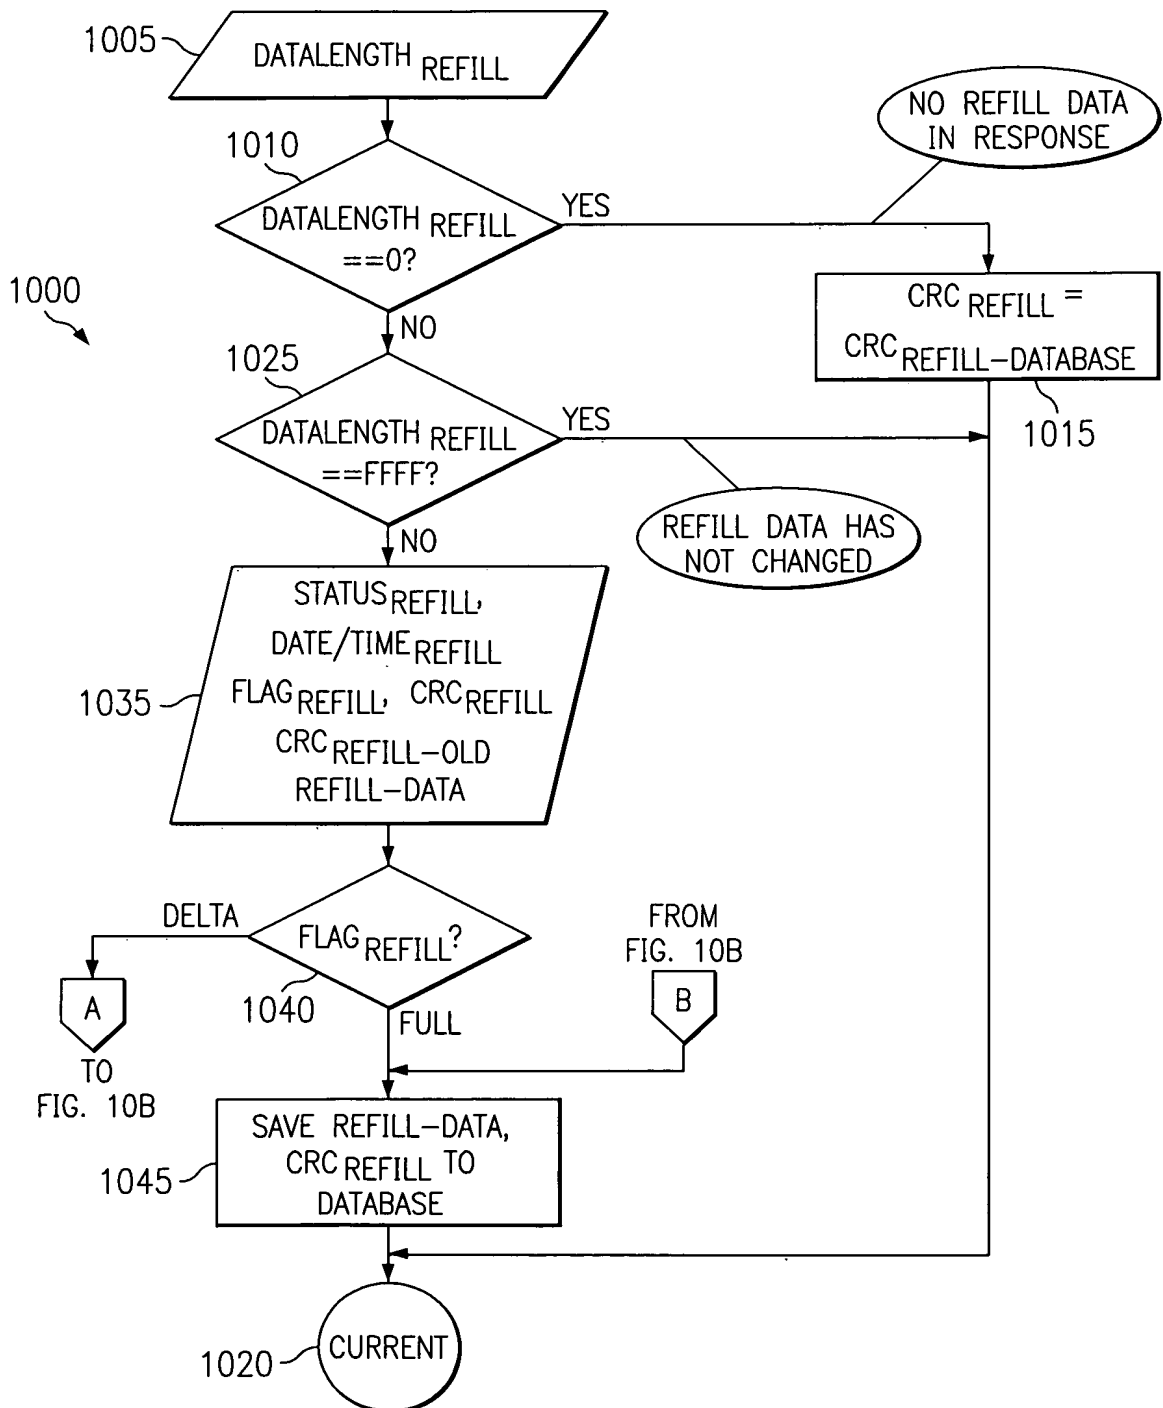 1005
DATALENGTH REFILL
NO REFILL DATA
IN RESPONSE
1010
DATALENGTH REFILL
==0?
YES
NO
1000
CRC REFILL =
CRC REFILL-DATABASE
1015
1025
DATALENGTH REFILL
==FFFF?
YES
NO
REFILL DATA HAS
NOT CHANGED
1035
STATUS REFILL,
DATE/TIME REFILL
FLAG REFILL, CRC REFILL
CRC REFILL-OLD
REFILL-DATA
DELTA
FLAG REFILL?
1040
FULL
A
TO
FIG. 10B
FROM
FIG. 10B
B
1045
SAVE REFILL-DATA,
CRC REFILL TO
DATABASE
1020
CURRENT